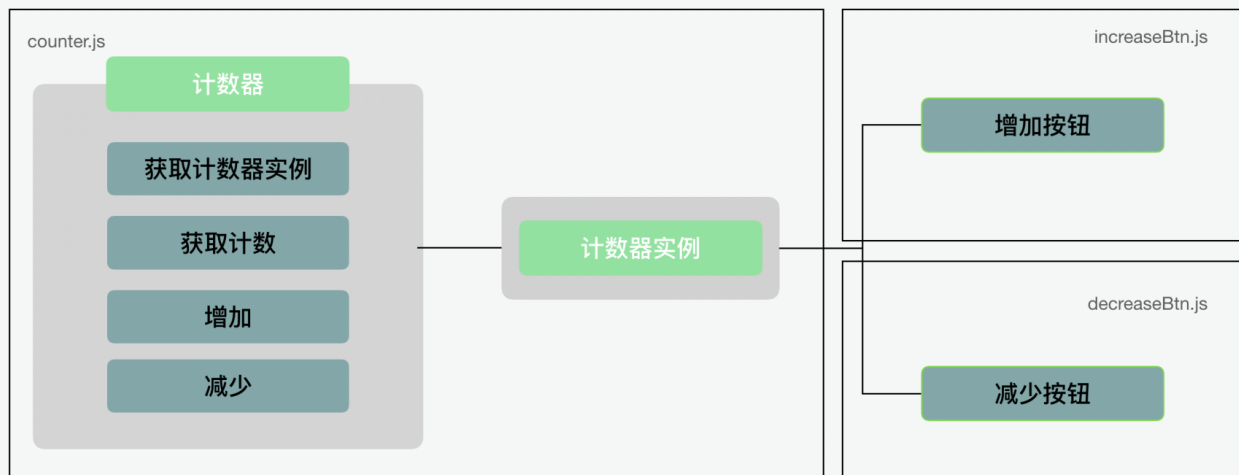 counter.js
计数器
获取计数器实例
获取计数
增加
减少
计数器实例
increaseBtn.js
增加按钮
decreaseBtn.js
减少按钮